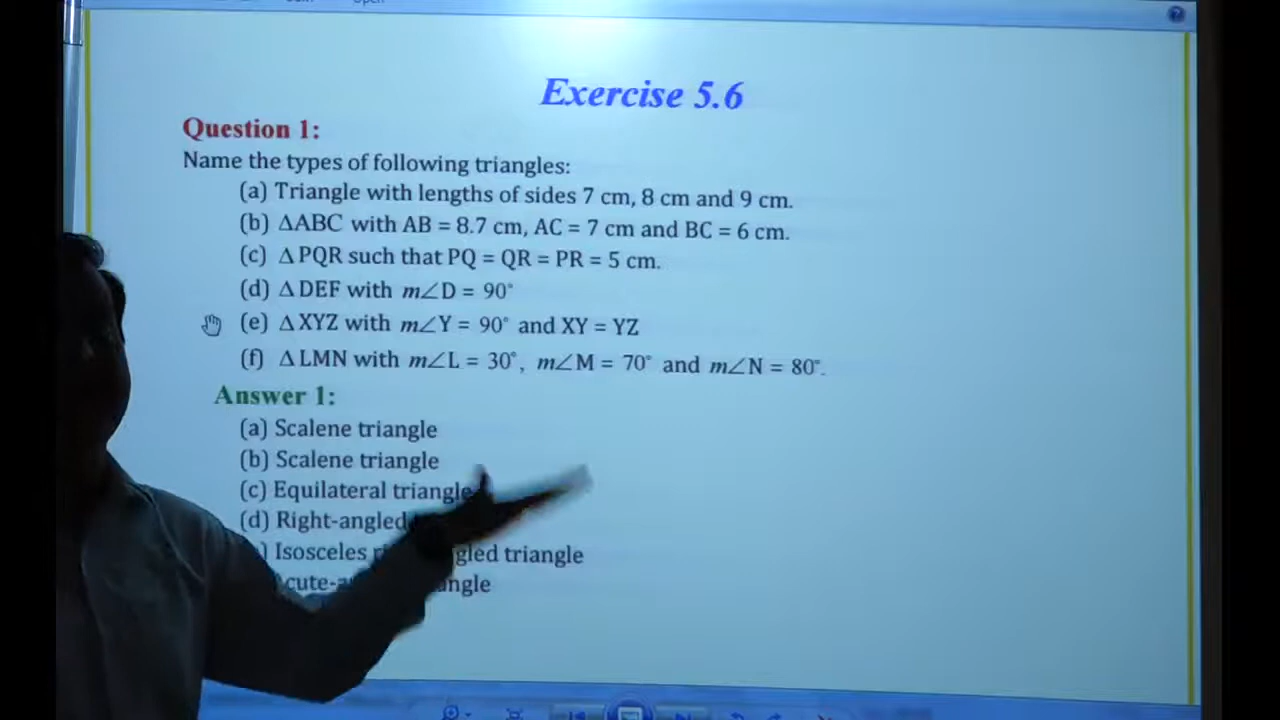 Exercise 5.6
Question 1:
Name the types of following triangles:
(a) Triangle with lengths of sides 7 cm, 8 cm and 9 cm.
(b) ΔABC with AB = 8.7 cm, AC = 7 cm and BC = 6 cm.
(c) Δ PQR such that PQ = QR = PR = 5 cm.
(d) Δ DEF with m∠D = 90°
(e) Δ XYZ with m∠Y = 90° and XY = YZ
(f) Δ LMN with m∠L = 30°, m∠M = 70° and m∠N = 80°.
Answer 1:
(a) Scalene triangle
(b) Scalene triangle
(c) Equilateral triangle
(d) Right-angled
Isosceles triangle